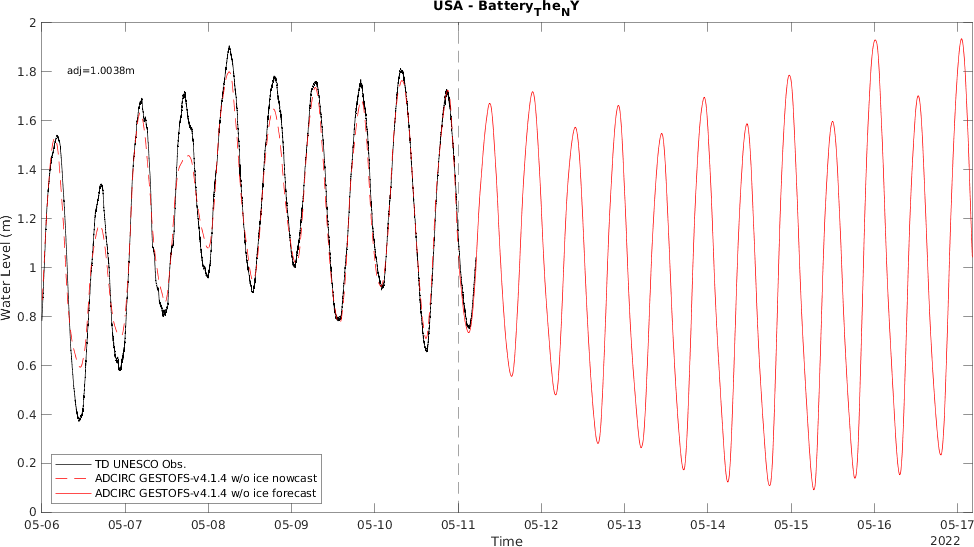 USA - Battery_The_NY
2
1.8
1.6
1.4
1.2
1
0.8
0.6
0.4
0.2
0
Water Level (m)
adj=1.0038m
TD UNESCO Obs.
ADCIRC GESTOFS-v4.1.4 w/o ice nowcast
ADCIRC GESTOFS-v4.1.4 w/o ice forecast
05-06 05-07 05-08 05-09 05-10 05-11 05-12 05-13 05-14 05-15 05-16 05-17
Time
2022